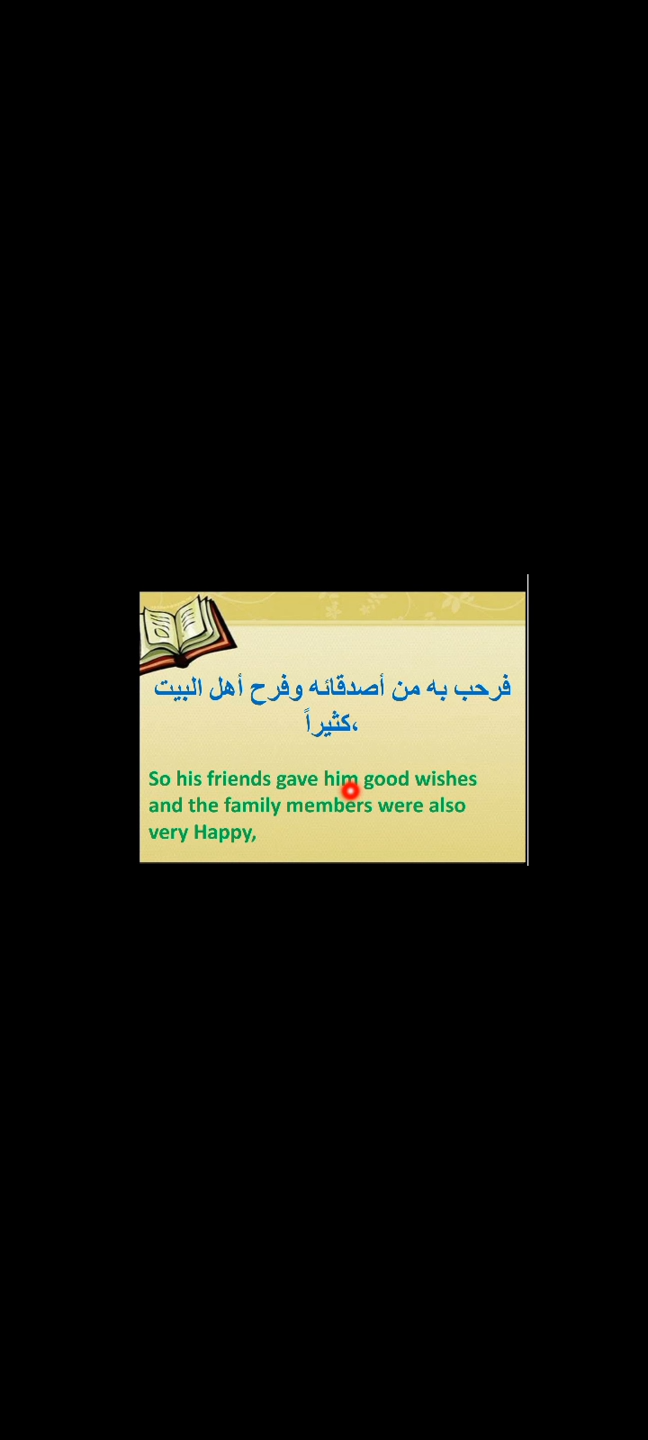 فرحب به من أصدقائه وفرح أهل البيت
كثيراً،
So his friends gave him good wishes
and the family members were also
very Happy,